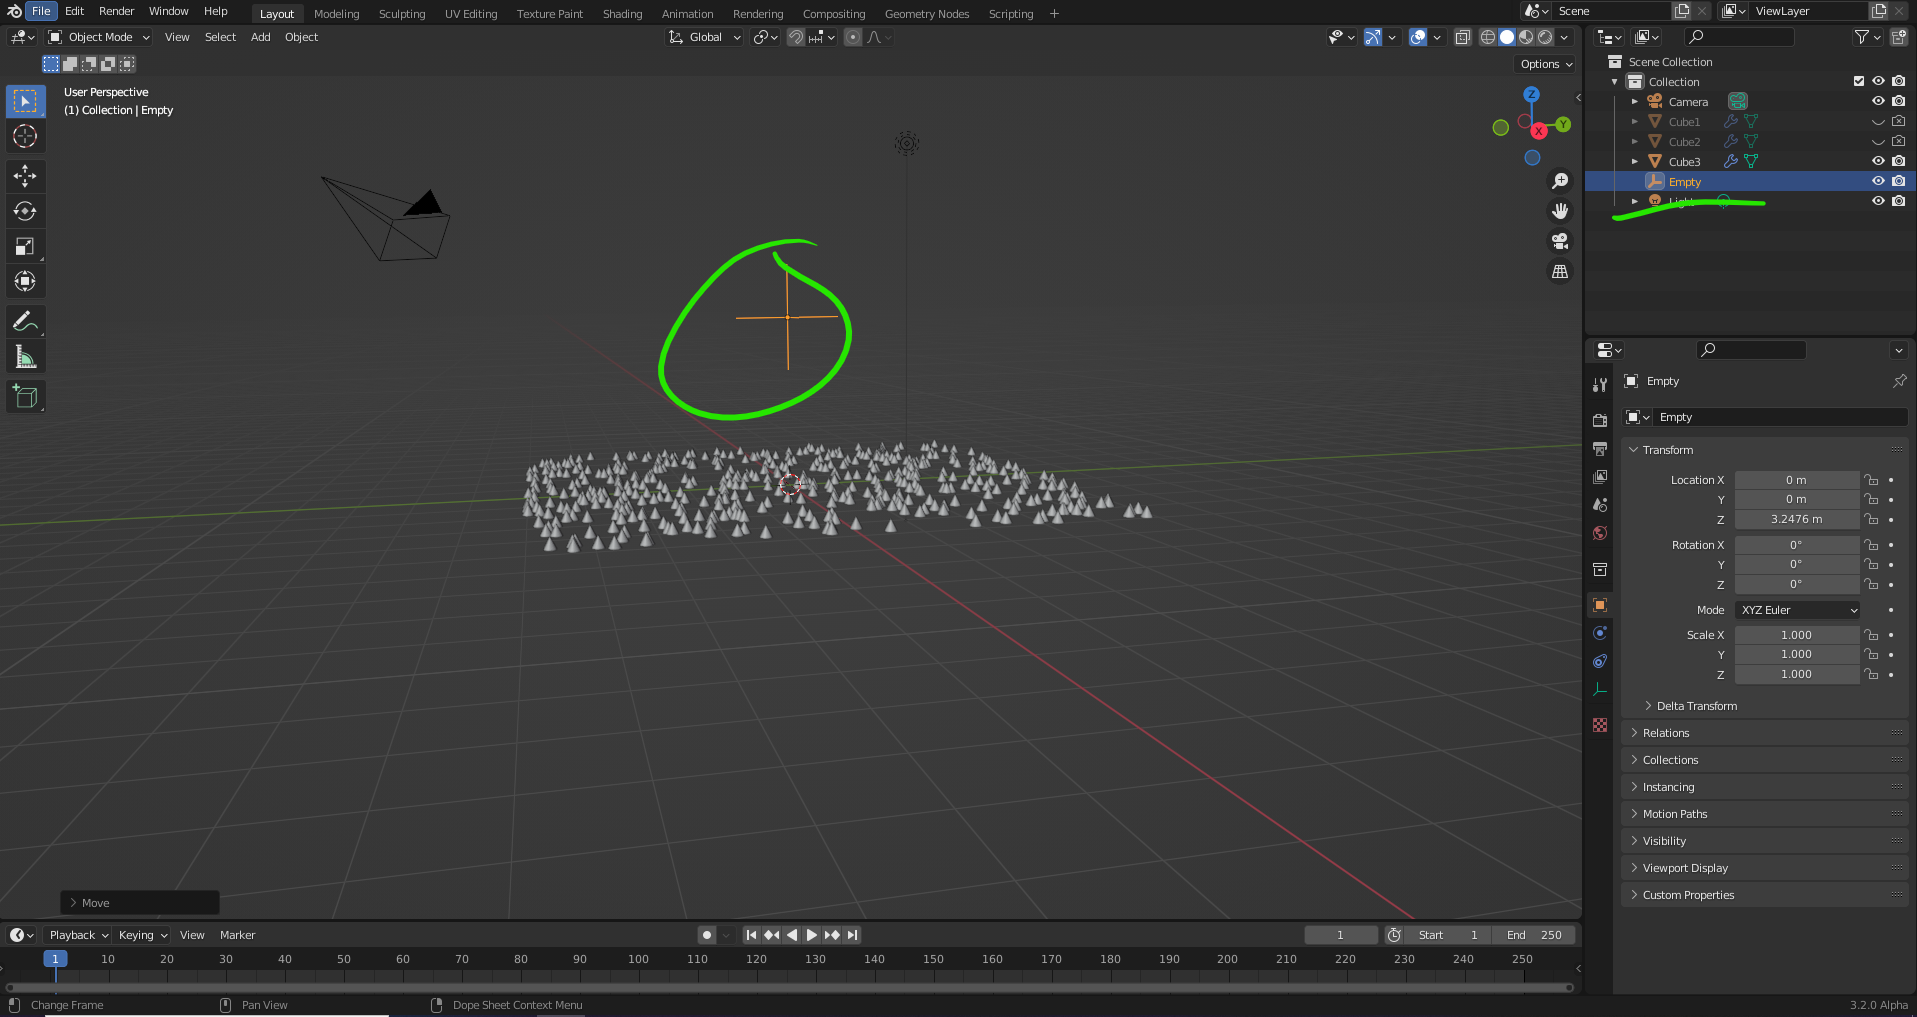 File Edit Render Window Help Layout Modeling Sculpting UV Editing Texture Paint Shading Animation Rendering Compositing Geometry Nodes Scripting + Scene ViewLayer
Object Mode View Select Add Object Global
Options
User Perspective
(1) Collection | Empty
Z
Y
X
Scene Collection
Collection
Camera
Cube1
Cube2
Cube3
Empty
Light
Empty
Empty
Transform
Location X 0 m
Y 0 m
Z 3.2476 m
Rotation X 0°
Y 0°
Z 0°
Mode XYZ Euler
Scale X 1.000
Y 1.000
Z 1.000
Delta Transform
Relations
Collections
Instancing
Motion Paths
Visibility
Viewport Display
Custom Properties
Move
Playback Keying View Marker 1 Start 1 End 250
1 10 20 30 40 50 60 70 80 90 100 110 120 130 140 150 160 170 180 190 200 210 220 230 240 250
Change Frame Pan View Dope Sheet Context Menu 3.2.0 Alpha